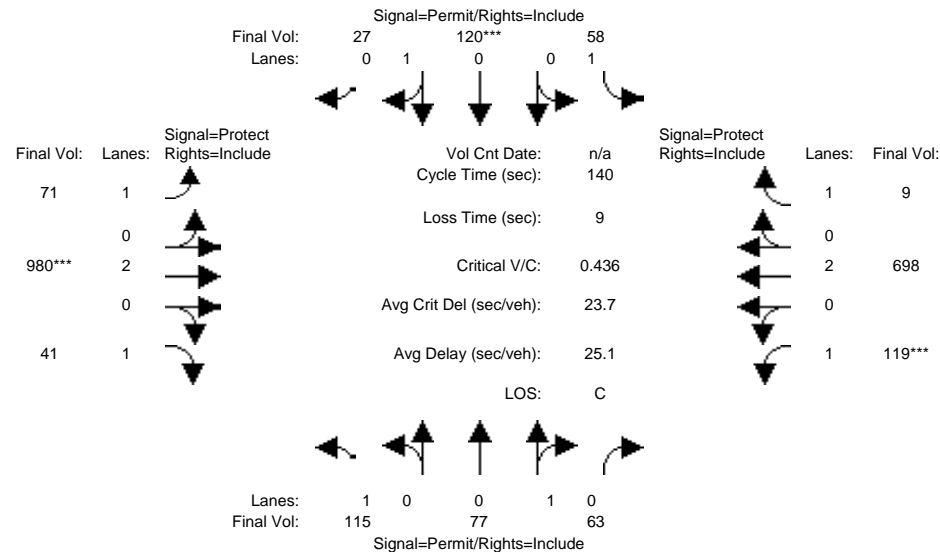 Signal=Permit/Rights=Include
Final Vol: 27 120*** 58
Lanes: 0 1 0 0 1
Signal=Protect Signal=Protect
Final Vol: Lanes: Rights=Include Vol Cnt Date: n/a Rights=Include Lanes: Final Vol:
Cycle Time (sec): 140
71 1 1 9
Loss Time (sec): 9
0 0
980*** 2 Critical V/C: 0.436 2 698
0 Avg Crit Del (sec/veh): 23.7 0
41 1 Avg Delay (sec/veh): 25.1 1 119***
LOS: C
Lanes: 1 0 0 1 0
Final Vol: 115 77 63
Signal=Permit/Rights=Include